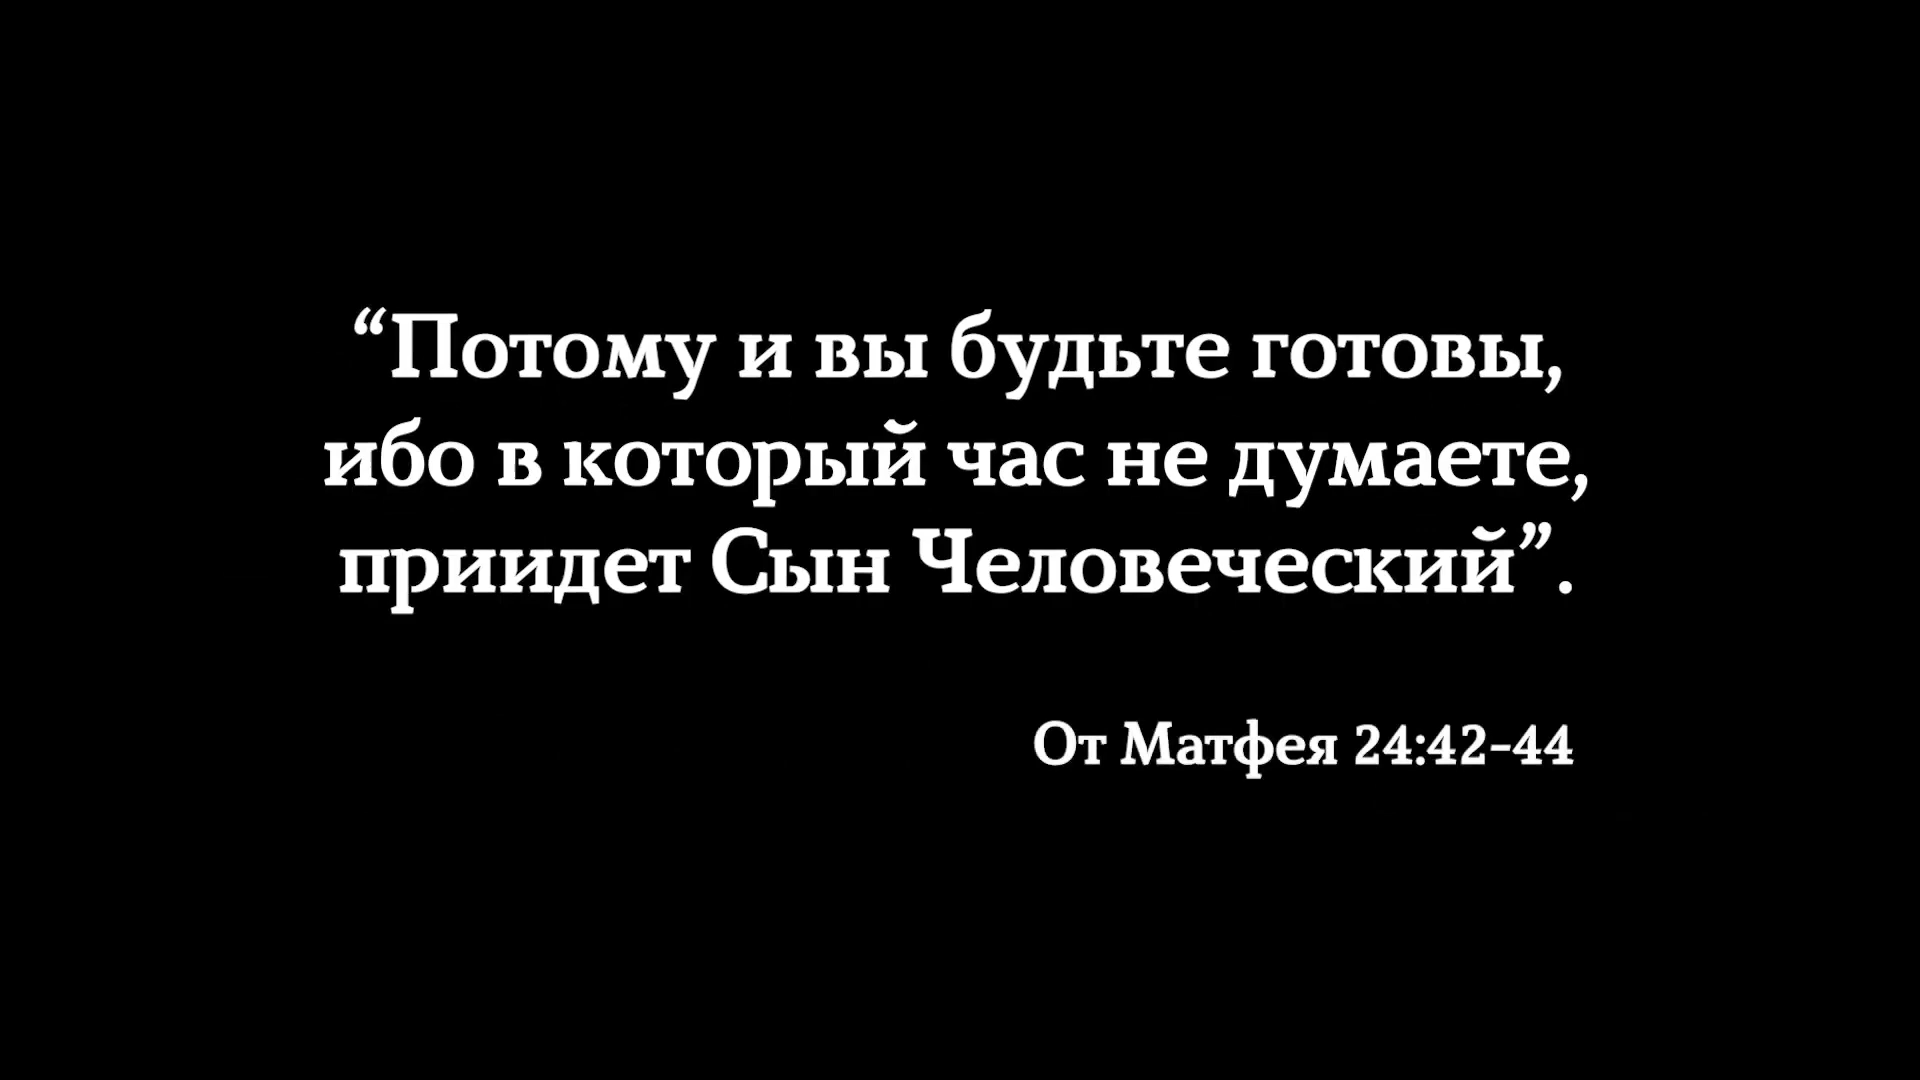 “Потому и вы будьте готовы,
ибо в который час не думаете,
приидет Сын Человеческий”.
От Матфея 24:42-44